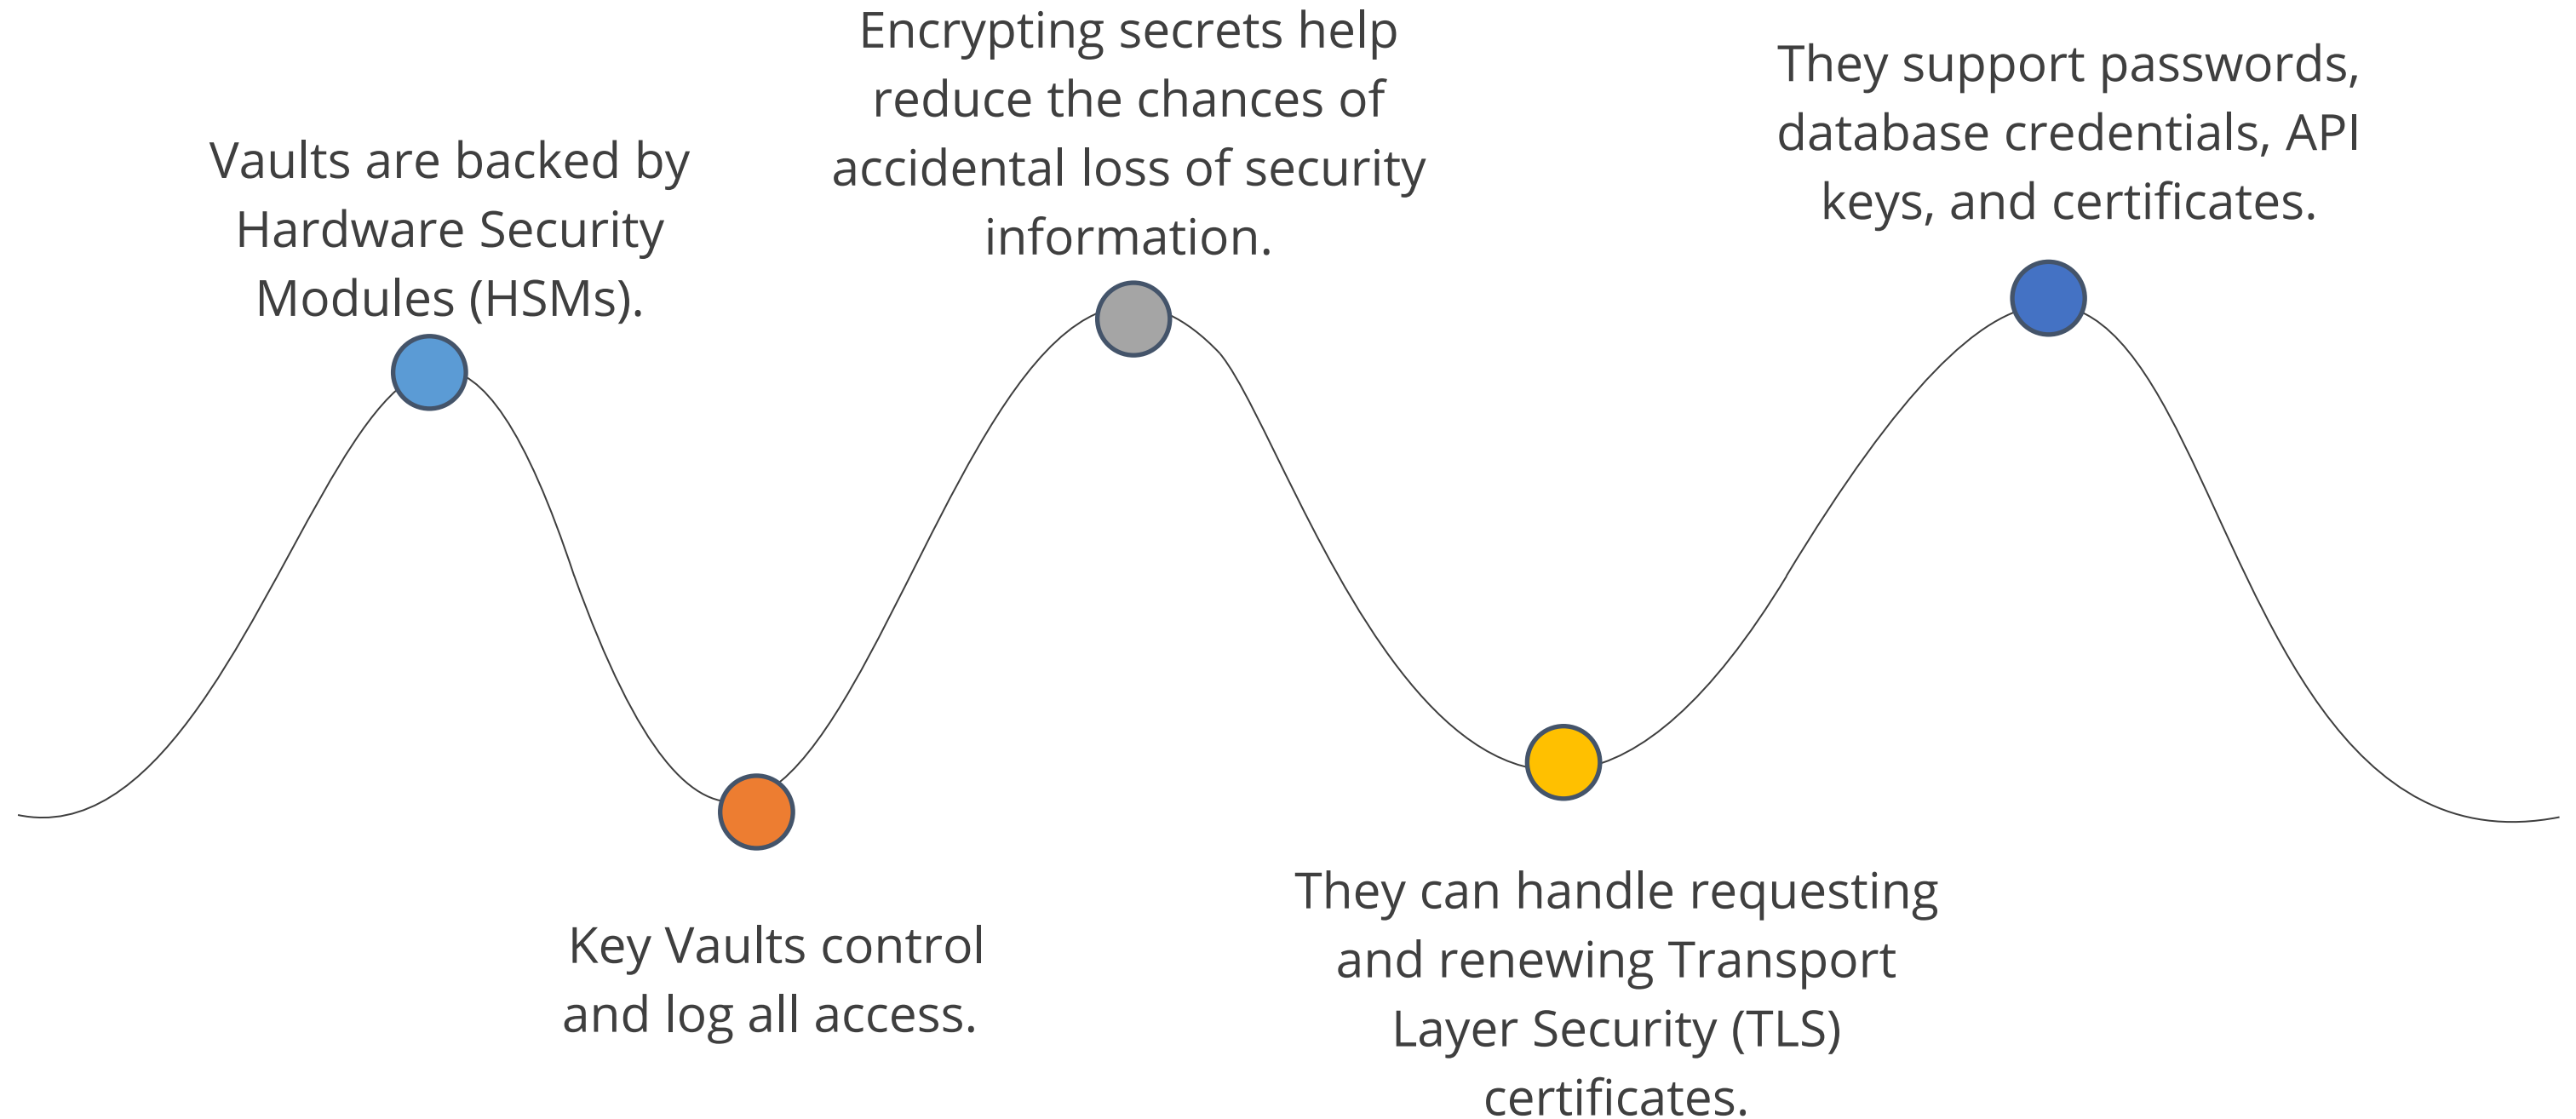 Vaults are backed by
Hardware Security
Modules (HSMs).
Key Vaults control
and log all access.
Encrypting secrets help
reduce the chances of
accidental loss of security
information.
They can handle requesting
and renewing Transport
Layer Security (TLS)
certificates.
They support passwords,
database credentials, API
keys, and certificates.